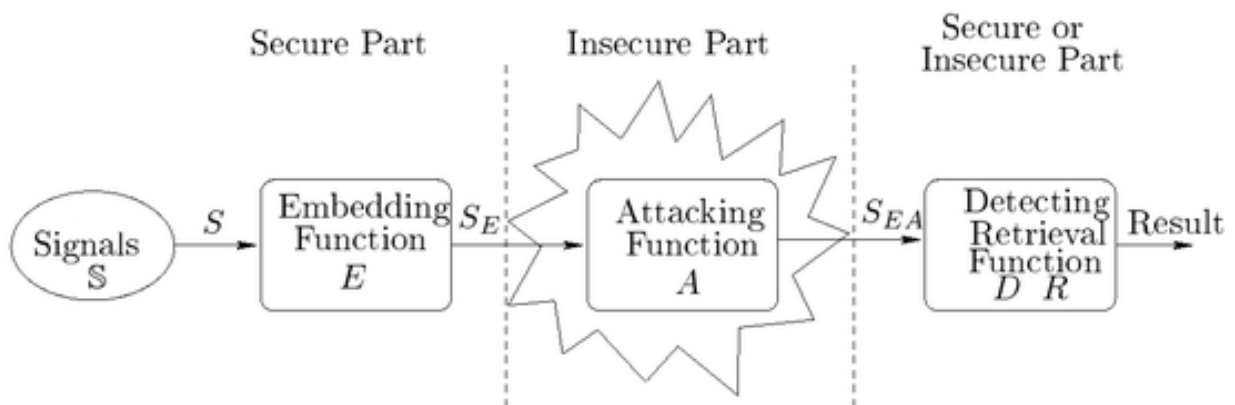 Secure Part
Insecure Part
Secure or
Insecure Part
Signals
𝕊
S
Embedding
Function
E
S_E
Attacking
Function
A
S_EA
Detecting
Retrieval
Function
D R
Result